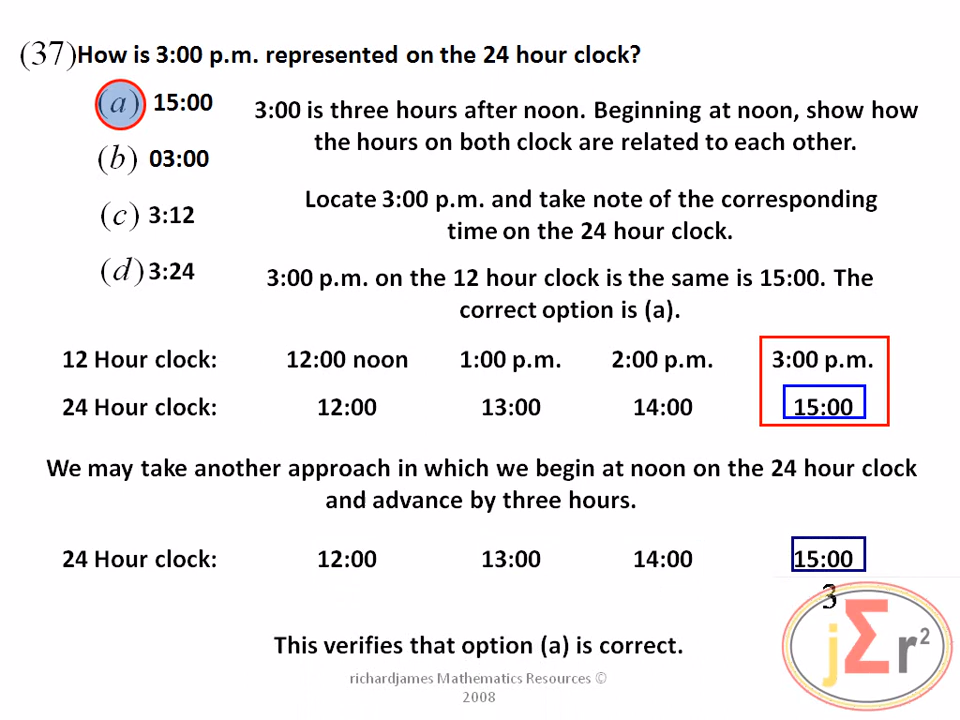 (37)How is 3:00 p.m. represented on the 24 hour clock?
(a) 15:00
3:00 is three hours after noon. Beginning at noon, show how
the hours on both clock are related to each other.
(b) 03:00
Locate 3:00 p.m. and take note of the corresponding
(c) 3:12
time on the 24 hour clock.
(d) 3:24
3:00 p.m. on the 12 hour clock is the same is 15:00. The
correct option is (a).
12 Hour clock: 12:00 noon 1:00 p.m. 2:00 p.m. 3:00 p.m.
24 Hour clock: 12:00 13:00 14:00 15:00
We may take another approach in which we begin at noon on the 24 hour clock
and advance by three hours.
24 Hour clock: 12:00 13:00 14:00 15:00
3
This verifies that option (a) is correct.
jΣr²
richardjames Mathematics Resources ©
2008